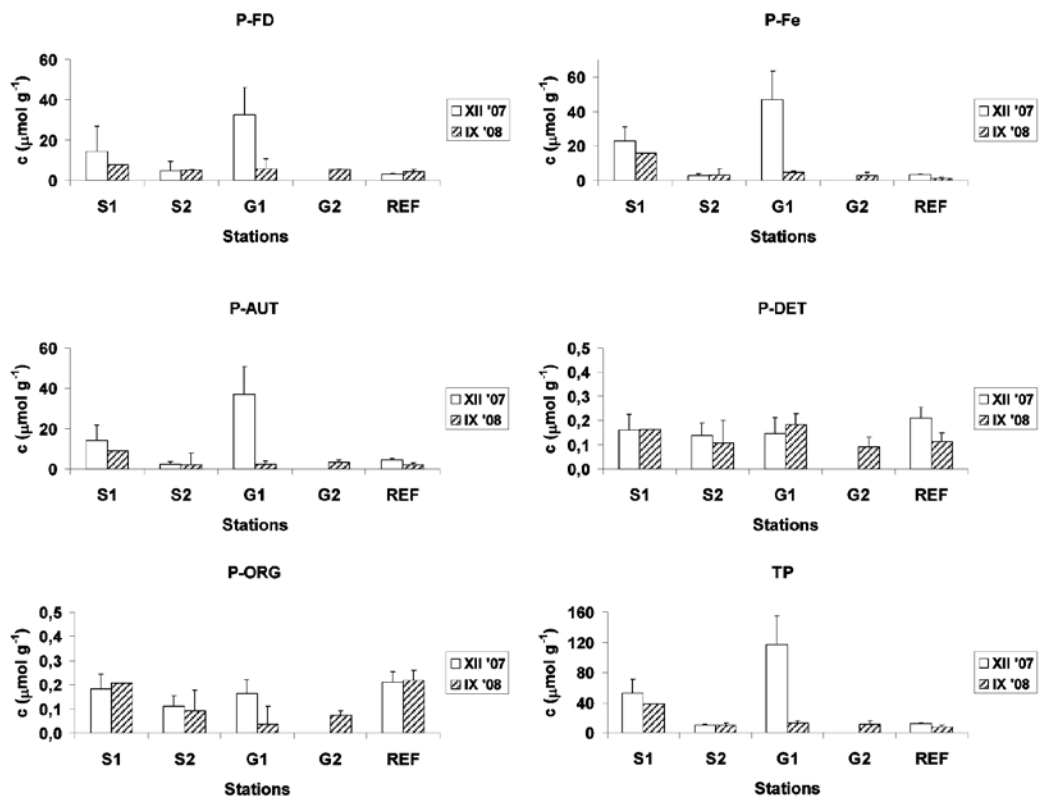 P-FD
60
40
20
0
c (μmol g⁻¹)
S1 S2 G1 G2 REF
Stations
XII '07
IX '08
P-Fe
60
40
20
0
c (μmol g⁻¹)
S1 S2 G1 G2 REF
Stations
XII '07
IX '08
P-AUT
60
40
20
0
c (μmol g⁻¹)
S1 S2 G1 G2 REF
Stations
XII '07
IX '08
P-DET
0,5
0,4
0,3
0,2
0,1
0,0
c (μmol g⁻¹)
S1 S2 G1 G2 REF
Stations
XII '07
IX '08
P-ORG
0,5
0,4
0,3
0,2
0,1
0,0
c (μmol g⁻¹)
S1 S2 G1 G2 REF
Stations
XII '07
IX '08
TP
160
120
80
40
0
c (μmol g⁻¹)
S1 S2 G1 G2 REF
Stations
XII '07
IX '08